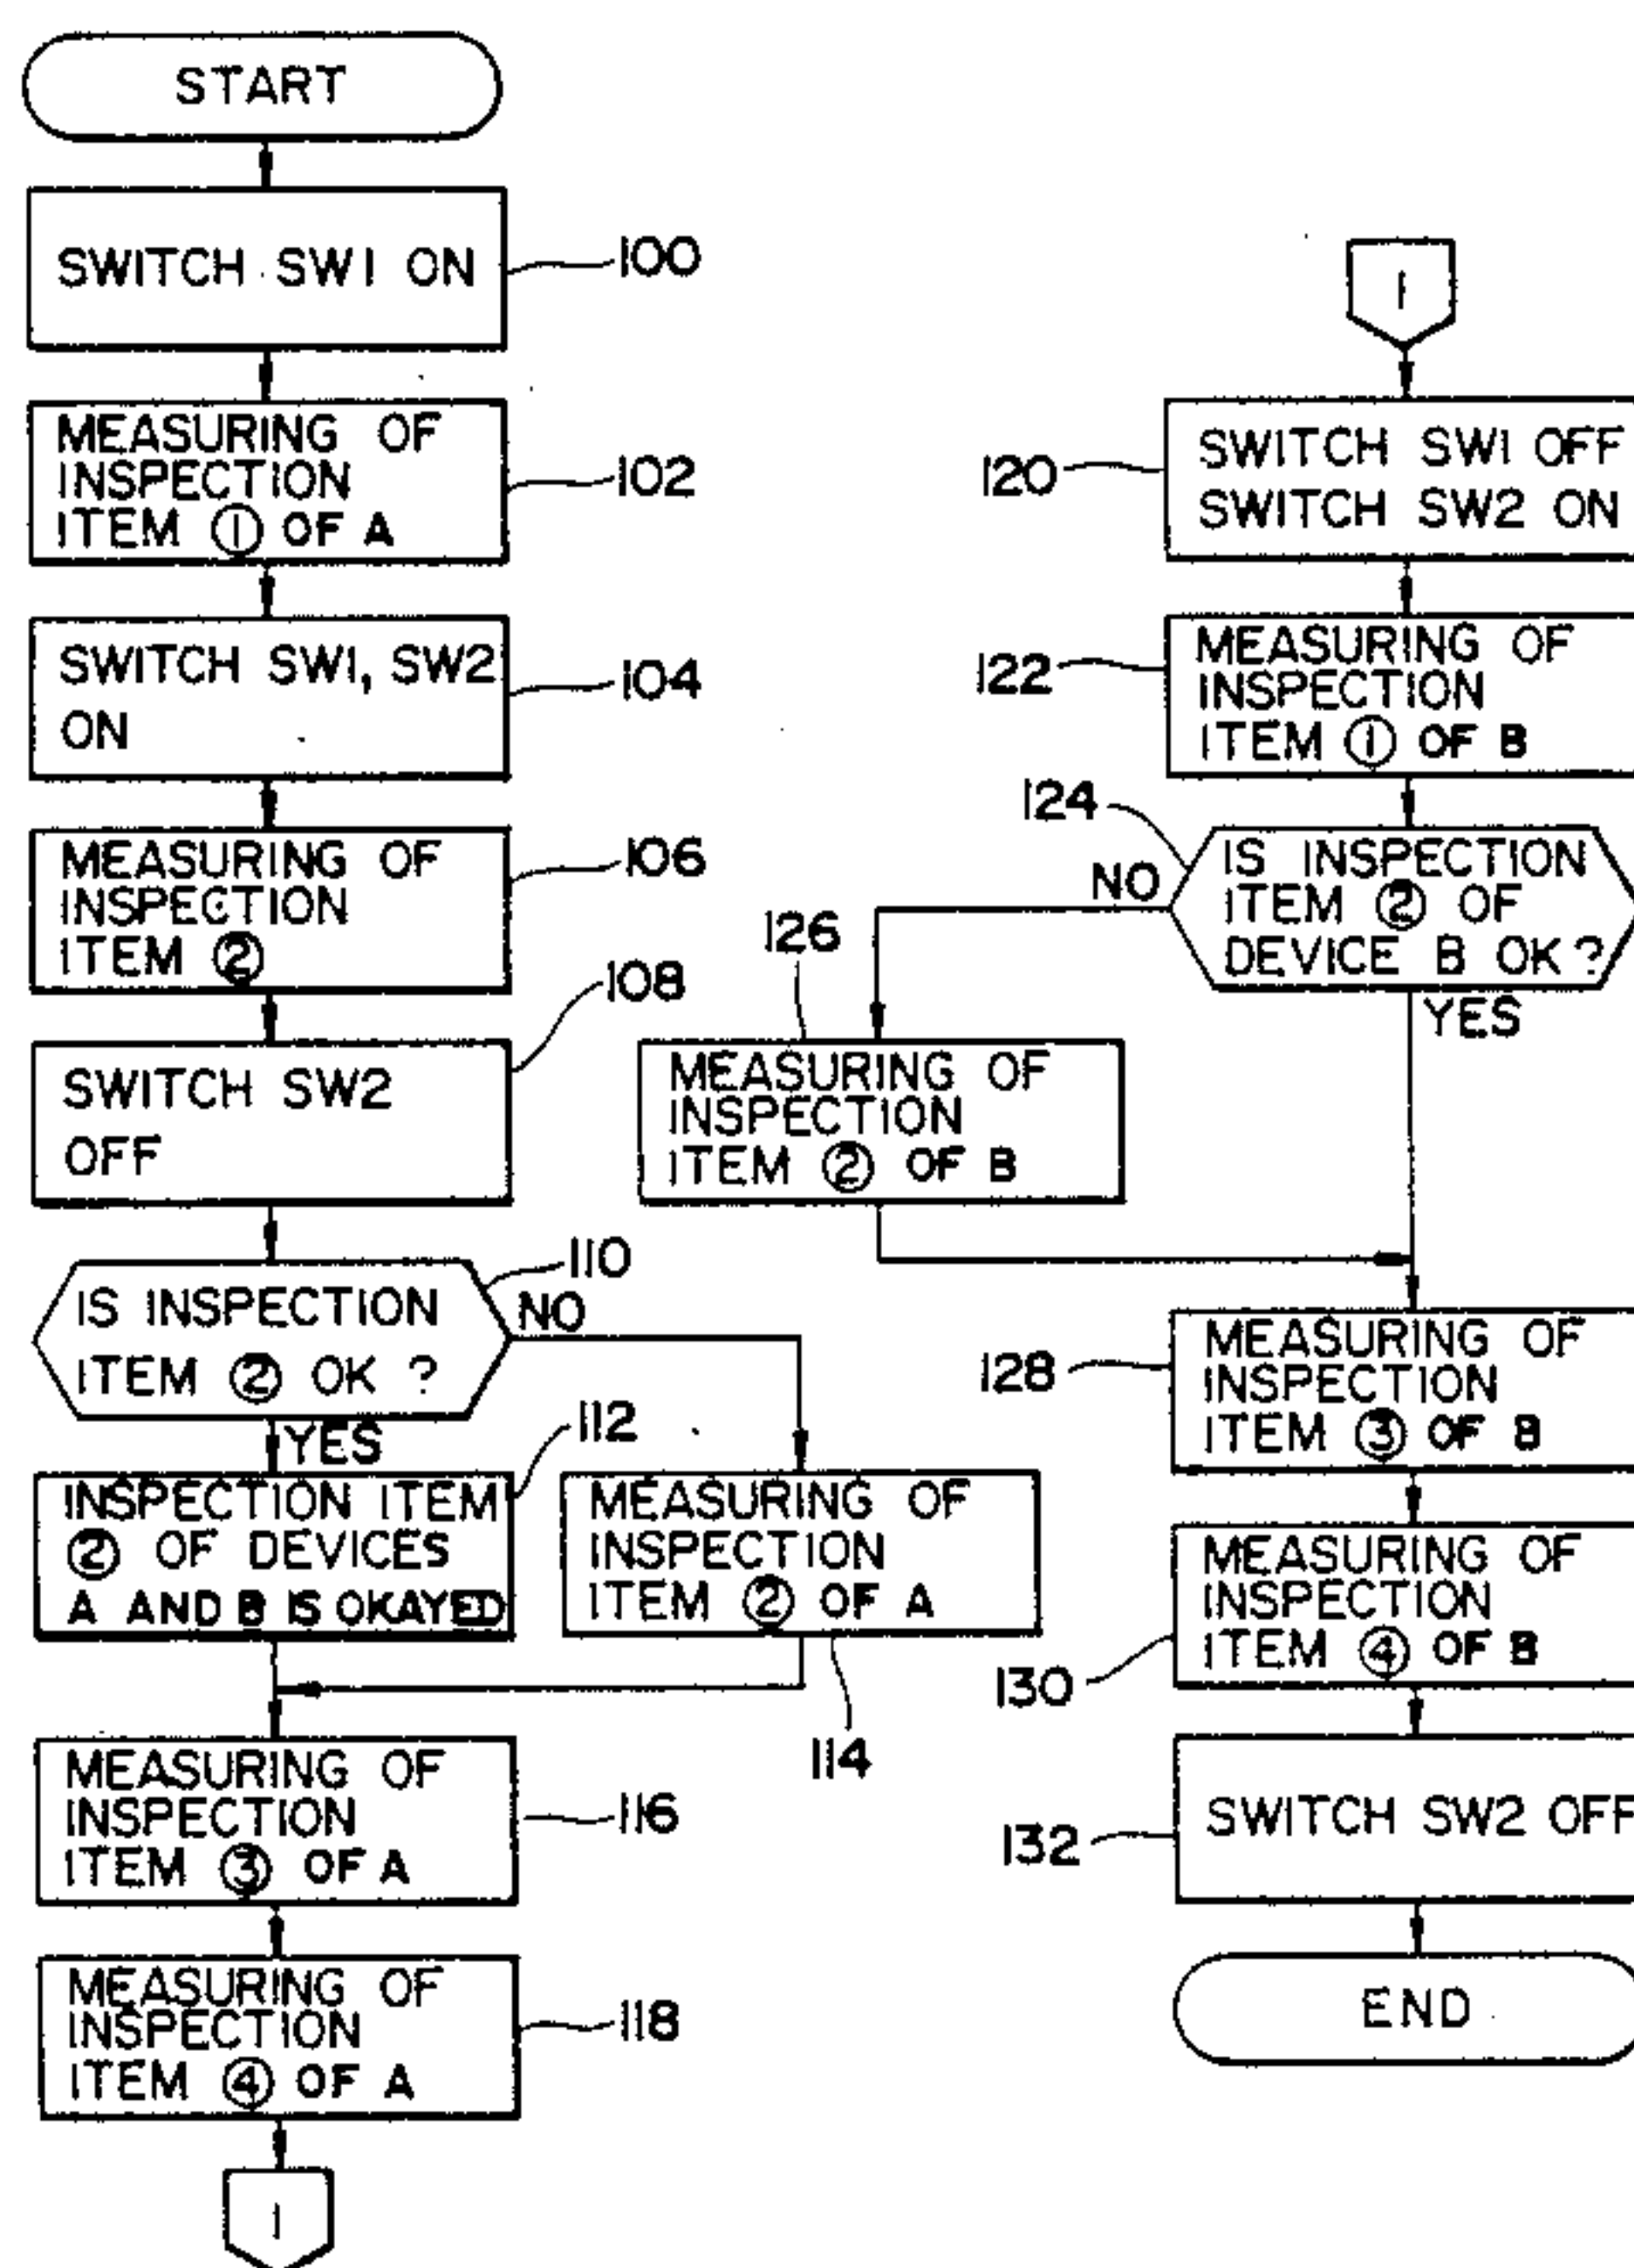 START
SWITCH SW1 ON
100
MEASURING OF
INSPECTION
ITEM ① OF A
102
SWITCH SW1, SW2
ON
104
MEASURING OF
INSPECTION
ITEM ②
106
SWITCH SW2
OFF
108
IS INSPECTION
ITEM ② OK ?
110
NO
YES
INSPECTION ITEM
② OF DEVICES
A AND B IS OKAYED
112
MEASURING OF
INSPECTION
ITEM ② OF A
114
MEASURING OF
INSPECTION
ITEM ③ OF A
116
MEASURING OF
INSPECTION
ITEM ④ OF A
118
1
1
SWITCH SW1 OFF
SWITCH SW2 ON
120
MEASURING OF
INSPECTION
ITEM ① OF B
122
124
IS INSPECTION
ITEM ② OF
DEVICE B OK ?
NO
YES
126
MEASURING OF
INSPECTION
ITEM ② OF B
MEASURING OF
INSPECTION
ITEM ③ OF B
128
MEASURING OF
INSPECTION
ITEM ④ OF B
130
SWITCH SW2 OFF
132
END